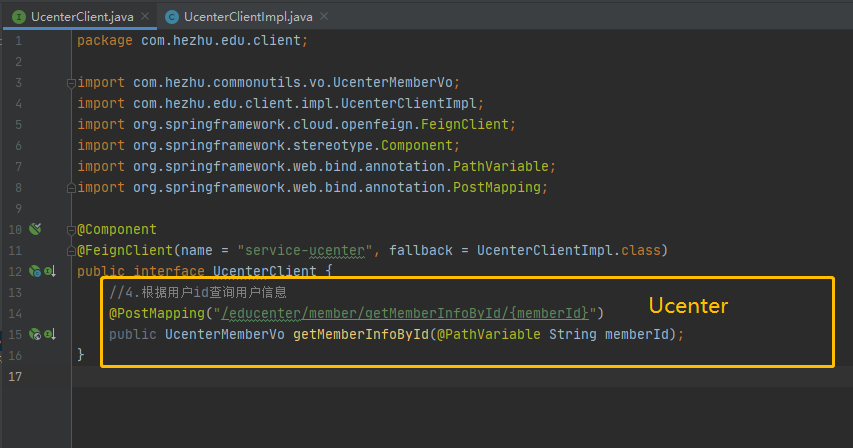 UcenterClient.java
UcenterClientImpl.java
1 package com.hezhu.edu.client;
2
3 import com.hezhu.commonutils.vo.UcenterMemberVo;
4 import com.hezhu.edu.client.impl.UcenterClientImpl;
5 import org.springframework.cloud.openfeign.FeignClient;
6 import org.springframework.stereotype.Component;
7 import org.springframework.web.bind.annotation.PathVariable;
8 import org.springframework.web.bind.annotation.PostMapping;
9
10 @Component
11 @FeignClient(name = "service-ucenter", fallback = UcenterClientImpl.class)
12 public interface UcenterClient {
13 //4.根据用户id查询用户信息
14 @PostMapping("/educenter/member/getMemberInfoById/{memberId}")
Ucenter
15 public UcenterMemberVo getMemberInfoById(@PathVariable String memberId);
16 }
17